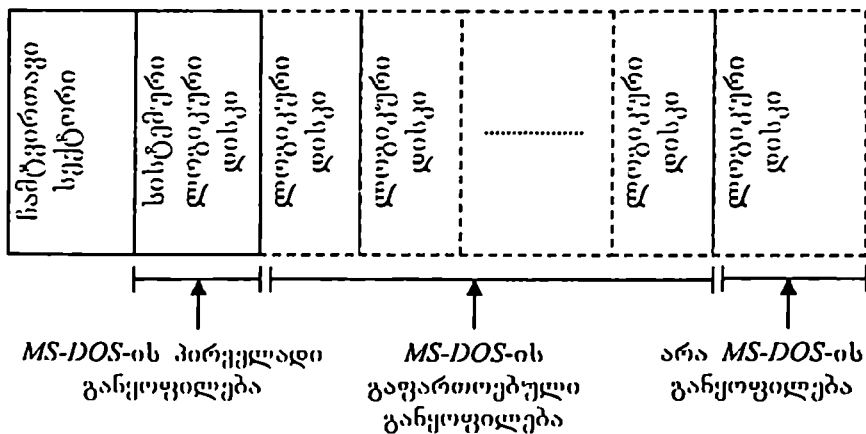 ჩამტვირთავი
სექტორი
სისტემური
ლოგიკური
დისკი
ლოგიკური
დისკი
ლოგიკური
დისკი
....................
ლოგიკური
დისკი
ლოგიკური
დისკი
MS-DOS-ის პირველადი
განყოფილება
MS-DOS-ის
გაფართოებული
განყოფილება
არა MS-DOS-ის
განყოფილება